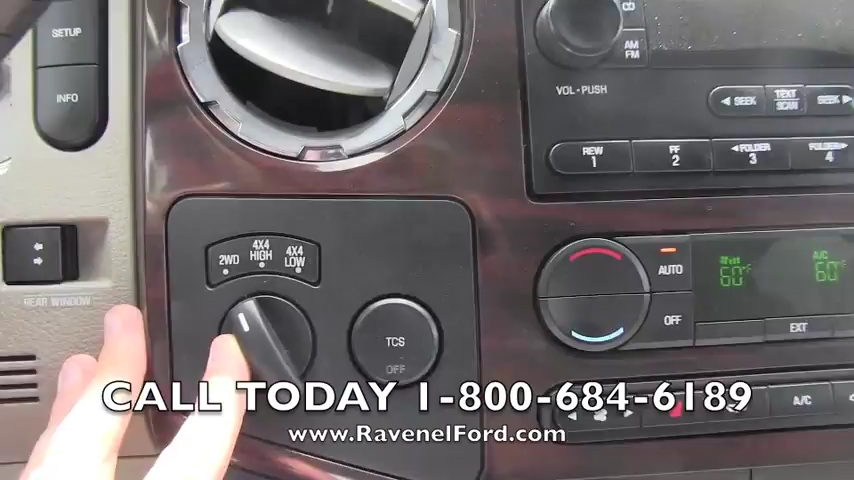 SETUP
INFO
CD
AM
FM
VOL • PUSH
◄ SEEK
TEXT
SCAN
SEEK ►
REW
1
FF
2
◄FOLDER
3
FOLDER►
4
2WD
4X4
HIGH
4X4
LOW
REAR WINDOW
TCS
OFF
AUTO
OFF
60°F
A/C
60°F
EXT
A/C
CALL TODAY 1-800-684-6189
www.RavenelFord.com